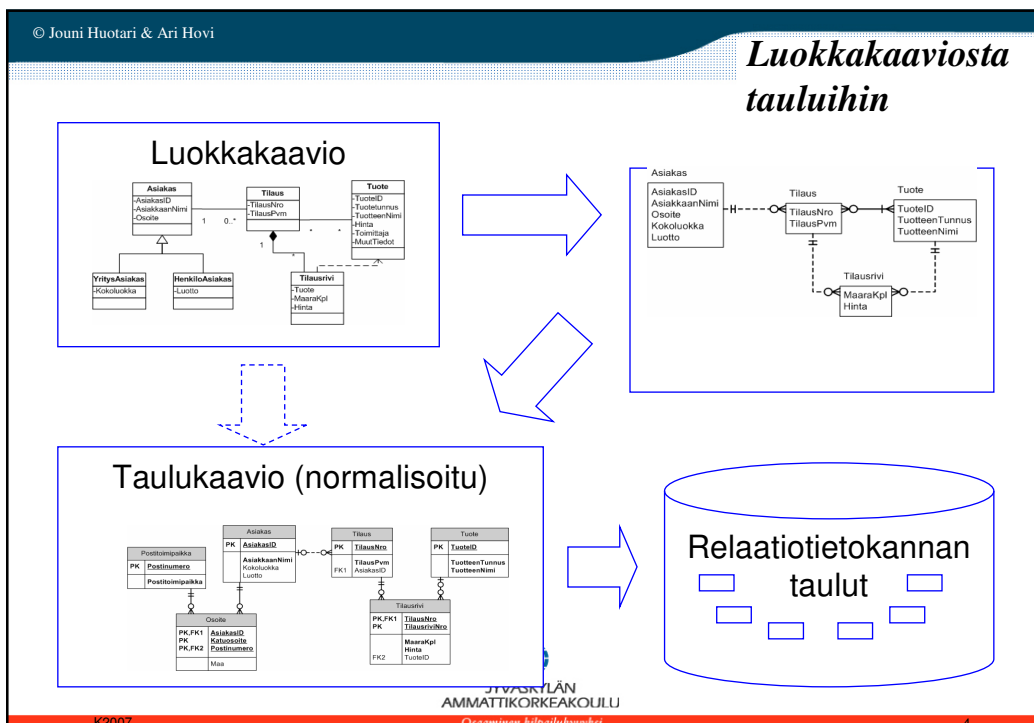 © Jouni Huotari & Ari Hovi
Luokkakaaviosta
tauluihin
Luokkakaavio
Asiakas
-AsiakasID
-AsiakkaanNimi
-Osoite
1
0..*
Tilaus
-TilausNro
-TilausPvm
*
*
Tuote
-TuoteID
-Tuotetunnus
-TuotteenNimi
-Hinta
-Toimittaja
-MuutTiedot
1
*
YritysAsiakas
-Kokoluokka
HenkiloAsiakas
-Luotto
Tilausrivi
-Tuote
-MaaraKpl
-Hinta
Asiakas
AsiakasID
AsiakkaanNimi
Osoite
Kokoluokka
Luotto
Tilaus
TilausNro
TilausPvm
Tuote
TuoteID
TuotteenTunnus
TuotteenNimi
Tilausrivi
MaaraKpl
Hinta
Taulukaavio (normalisoitu)
Postitoimipaikka
PK Postinumero
Postitoimipaikka
Asiakas
PK AsiakasID
AsiakkaanNimi
Kokoluokka
Luotto
Tilaus
PK TilausNro
TilausPvm
FK1 AsiakasID
Tuote
PK TuoteID
TuotteenTunnus
TuotteenNimi
Osoite
PK,FK1 AsiakasID
PK Katuosoite
PK,FK2 Postinumero
Maa
Tilausrivi
PK,FK1 TilausNro
PK TilausriviNro
MaaraKpl
Hinta
FK2 TuoteID
Relaatiotietokannan
taulut
JYVÄSKYLÄN
AMMATTIKORKEAKOULU
K2007
Osaaminen kilpailukyvyksi
4